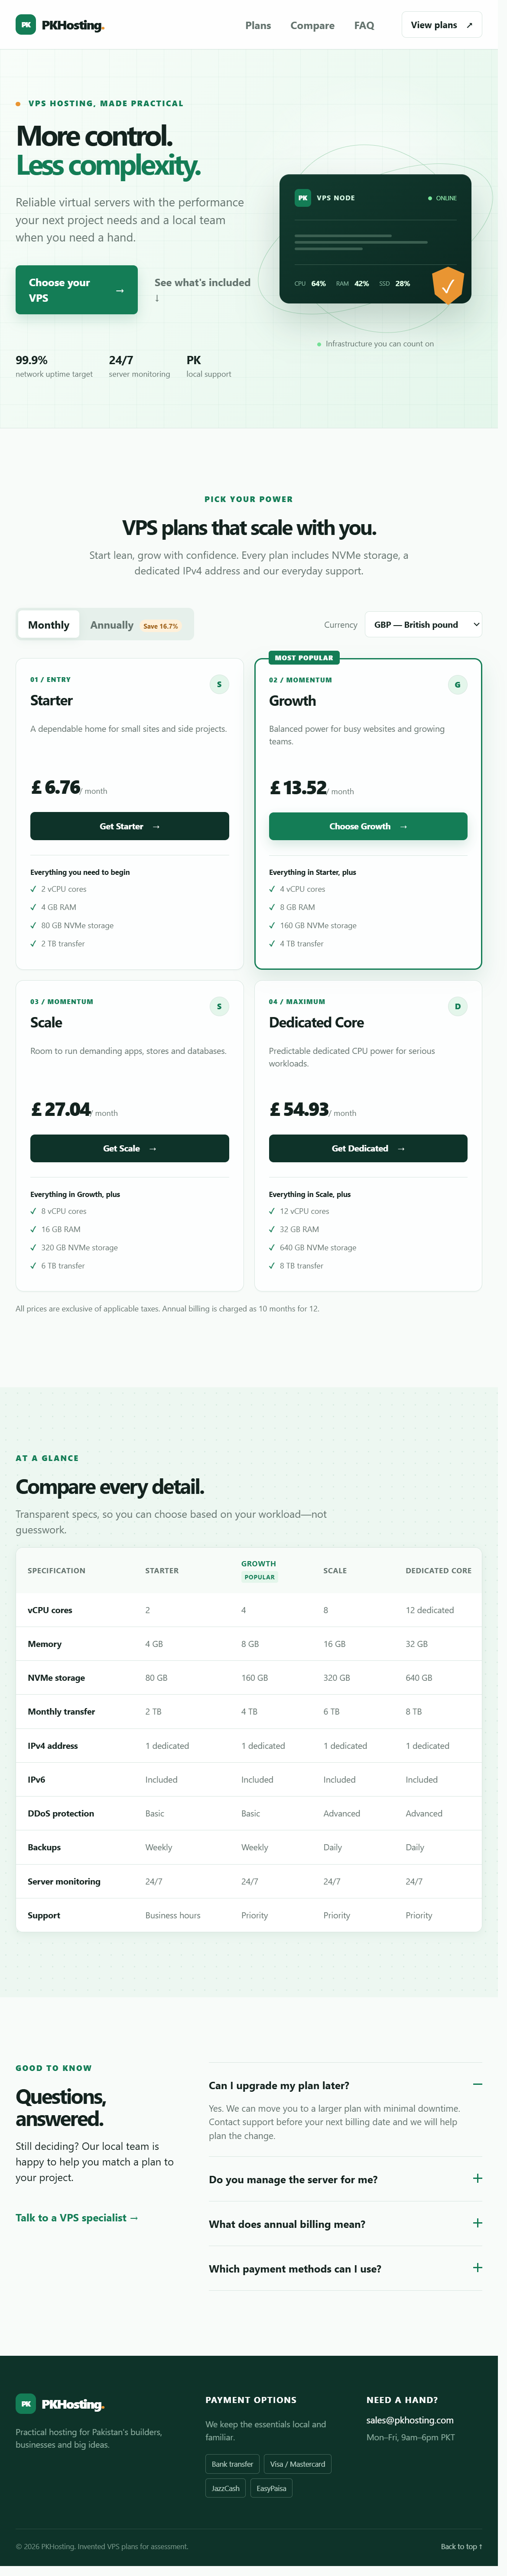 PK PKHosting.
Plans Compare FAQ View plans ↗
VPS HOSTING, MADE PRACTICAL
More control.
Less complexity.
Reliable virtual servers with the performance
your next project needs and a local team
when you need a hand.
Choose your
VPS →
See what's included
↓
99.9% 24/7 PK
network uptime target server monitoring local support
PK VPS NODE ONLINE
CPU 64% RAM 42% SSD 28%
✓
Infrastructure you can count on
PICK YOUR POWER
VPS plans that scale with you.
Start lean, grow with confidence. Every plan includes NVMe storage, a
dedicated IPv4 address and our everyday support.
Monthly Annually Save 16.7%
Currency GBP — British pound
01 / ENTRY S
Starter
A dependable home for small sites and side projects.
£ 6.76 / month
Get Starter →
Everything you need to begin
✓ 2 vCPU cores
✓ 4 GB RAM
✓ 80 GB NVMe storage
✓ 2 TB transfer
MOST POPULAR
02 / MOMENTUM G
Growth
Balanced power for busy websites and growing
teams.
£ 13.52 / month
Choose Growth →
Everything in Starter, plus
✓ 4 vCPU cores
✓ 8 GB RAM
✓ 160 GB NVMe storage
✓ 4 TB transfer
03 / MOMENTUM S
Scale
Room to run demanding apps, stores and databases.
£ 27.04 / month
Get Scale →
Everything in Growth, plus
✓ 8 vCPU cores
✓ 16 GB RAM
✓ 320 GB NVMe storage
✓ 6 TB transfer
04 / MAXIMUM D
Dedicated Core
Predictable dedicated CPU power for serious
workloads.
£ 54.93 / month
Get Dedicated →
Everything in Scale, plus
✓ 12 vCPU cores
✓ 32 GB RAM
✓ 640 GB NVMe storage
✓ 8 TB transfer
All prices are exclusive of applicable taxes. Annual billing is charged as 10 months for 12.
AT A GLANCE
Compare every detail.
Transparent specs, so you can choose based on your workload—not
guesswork.
SPECIFICATION STARTER GROWTH POPULAR SCALE DEDICATED CORE
vCPU cores 2 4 8 12 dedicated
Memory 4 GB 8 GB 16 GB 32 GB
NVMe storage 80 GB 160 GB 320 GB 640 GB
Monthly transfer 2 TB 4 TB 6 TB 8 TB
IPv4 address 1 dedicated 1 dedicated 1 dedicated 1 dedicated
IPv6 Included Included Included Included
DDoS protection Basic Basic Advanced Advanced
Backups Weekly Weekly Daily Daily
Server monitoring 24/7 24/7 24/7 24/7
Support Business hours Priority Priority Priority
GOOD TO KNOW
Questions,
answered.
Still deciding? Our local team is
happy to help you match a plan to
your project.
Talk to a VPS specialist →
Can I upgrade my plan later? −
Yes. We can move you to a larger plan with minimal downtime.
Contact support before your next billing date and we will help
plan the change.
Do you manage the server for me? +
What does annual billing mean? +
Which payment methods can I use? +
PK PKHosting.
Practical hosting for Pakistan's builders,
businesses and big ideas.
PAYMENT OPTIONS
We keep the essentials local and
familiar.
Bank transfer Visa / Mastercard
JazzCash EasyPaisa
NEED A HAND?
sales@pkhosting.com
Mon–Fri, 9am–6pm PKT
© 2026 PKHosting. Invented VPS plans for assessment. Back to top ↑